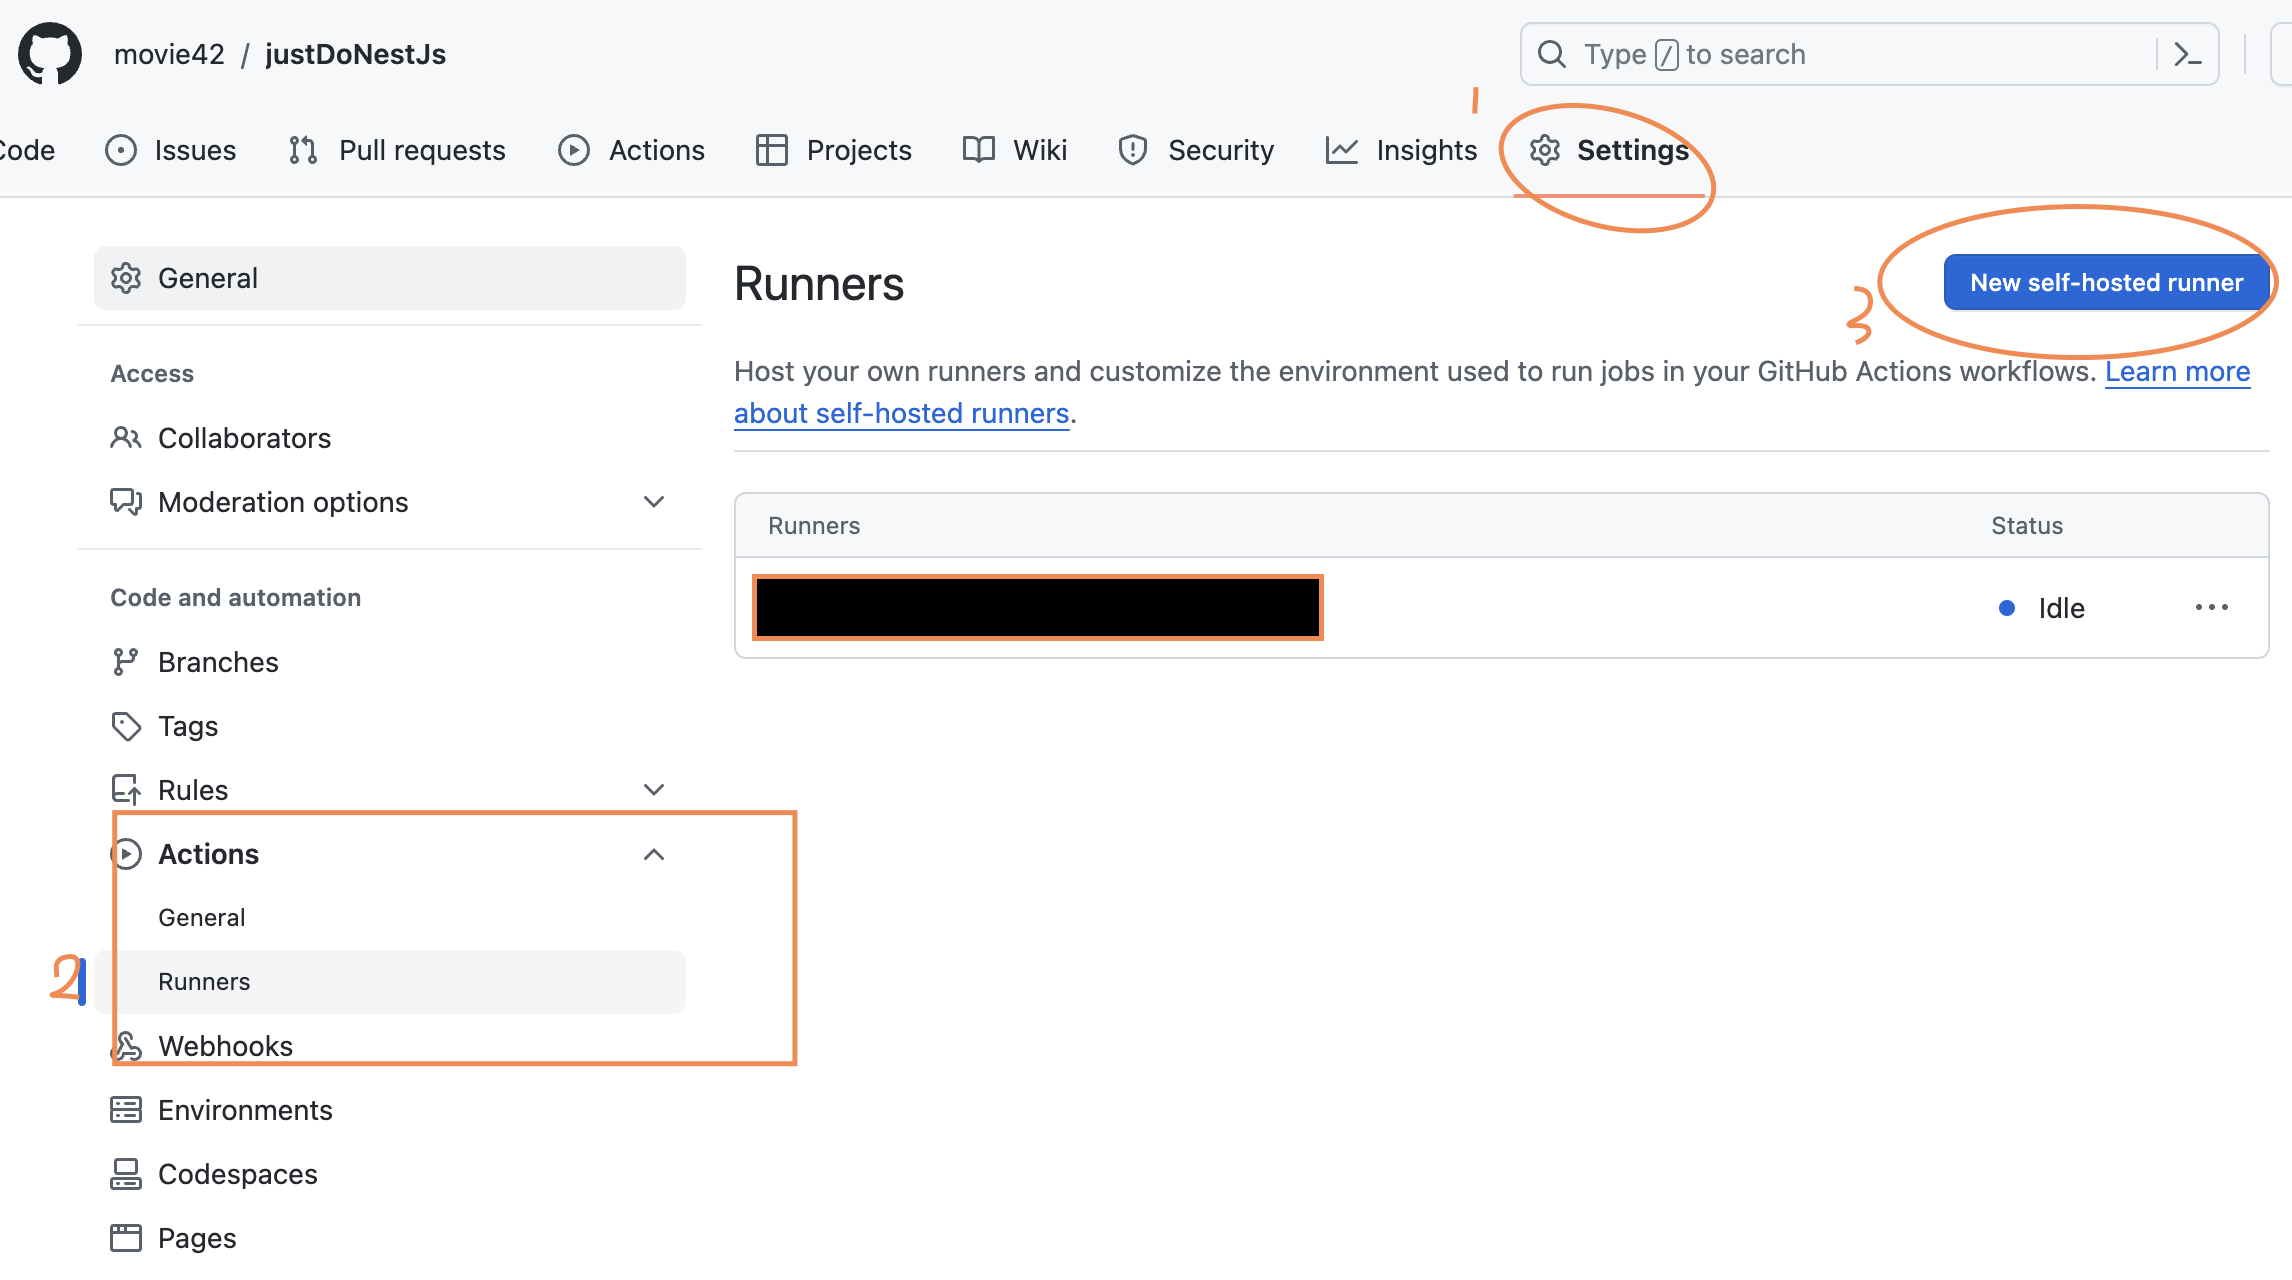 movie42 / justDoNestJs
Type / to search
Code
Issues
Pull requests
Actions
Projects
Wiki
Security
Insights
1
Settings
General
Access
Collaborators
Moderation options
Code and automation
Branches
Tags
Rules
Actions
General
2
Runners
Webhooks
Environments
Codespaces
Pages
Runners
3
New self-hosted runner
Host your own runners and customize the environment used to run jobs in your GitHub Actions workflows. Learn more
about self-hosted runners.
Runners Status
Idle